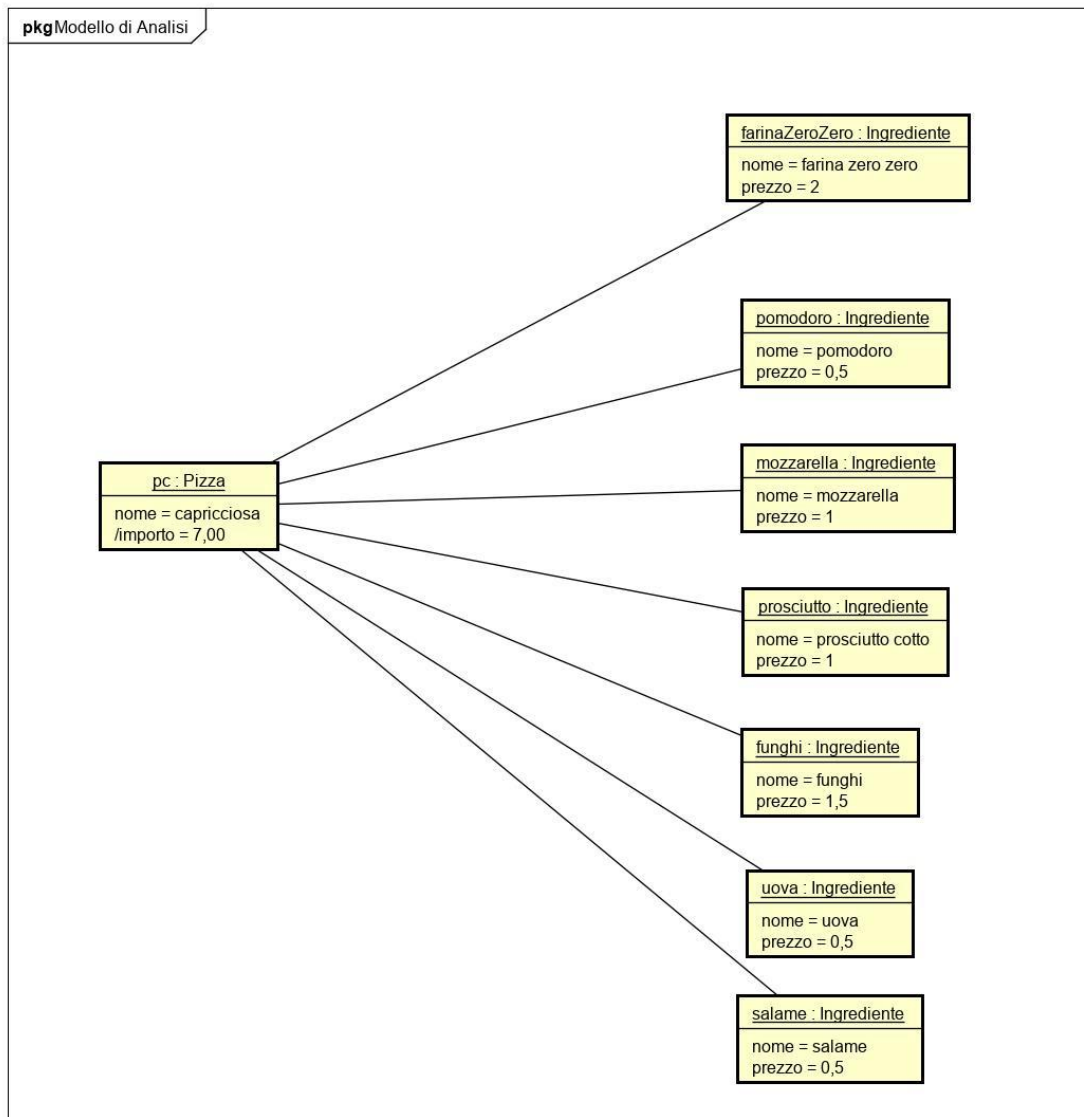 pkg Modello di Analisi
farinaZeroZero : Ingrediente
nome = farina zero zero
prezzo = 2
pomodoro : Ingrediente
nome = pomodoro
prezzo = 0,5
mozzarella : Ingrediente
nome = mozzarella
prezzo = 1
pc : Pizza
nome = capricciosa
/importo = 7,00
prosciutto : Ingrediente
nome = prosciutto cotto
prezzo = 1
funghi : Ingrediente
nome = funghi
prezzo = 1,5
uova : Ingrediente
nome = uova
prezzo = 0,5
salame : Ingrediente
nome = salame
prezzo = 0,5